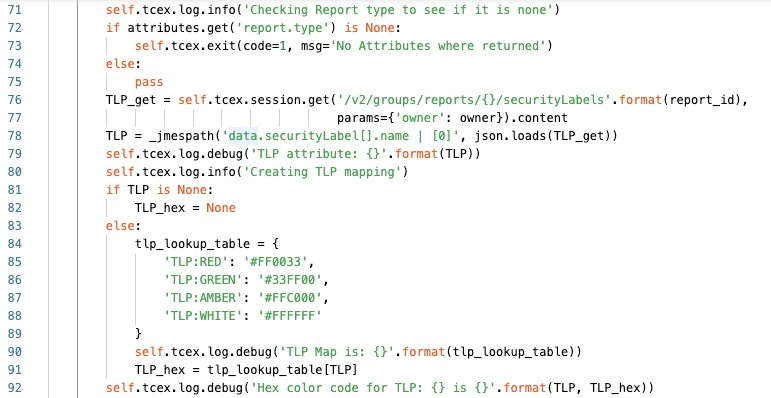 71 self.tcex.log.info('Checking Report type to see if it is none')
72 if attributes.get('report.type') is None:
73 self.tcex.exit(code=1, msg='No Attributes where returned')
74 else:
75 pass
76 TLP_get = self.tcex.session.get('/v2/groups/reports/{}/securityLabels'.format(report_id),
77 params={'owner': owner}).content
78 TLP = _jmespath('data.securityLabel[].name | [0]', json.loads(TLP_get))
79 self.tcex.log.debug('TLP attribute: {}'.format(TLP))
80 self.tcex.log.info('Creating TLP mapping')
81 if TLP is None:
82 TLP_hex = None
83 else:
84 tlp_lookup_table = {
85 'TLP:RED': '#FF0033',
86 'TLP:GREEN': '#33FF00',
87 'TLP:AMBER': '#FFC000',
88 'TLP:WHITE': '#FFFFFF'
89 }
90 self.tcex.log.debug('TLP Map is: {}'.format(tlp_lookup_table))
91 TLP_hex = tlp_lookup_table[TLP]
92 self.tcex.log.debug('Hex color code for TLP: {} is {}'.format(TLP, TLP_hex))